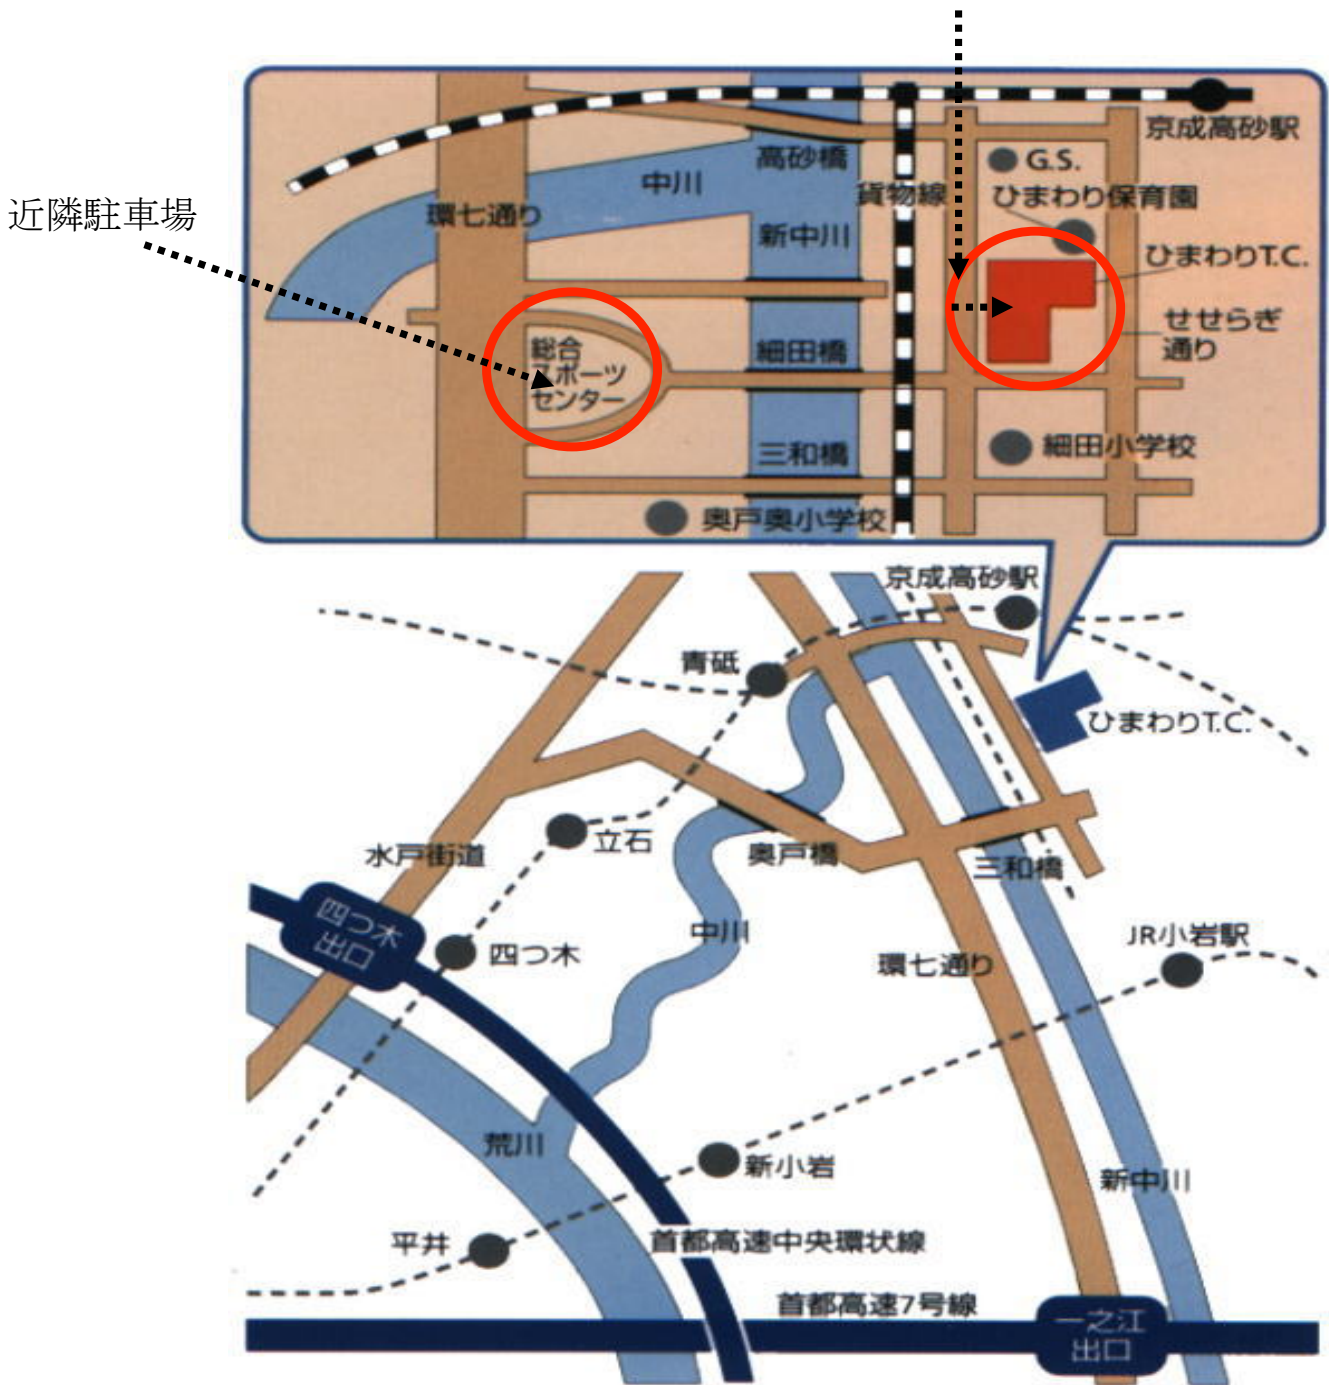 京成高砂駅
高砂橋
G.S.
中川
貨物線
ひまわり保育園
近隣駐車場
環七通り
新中川
ひまわりT.C.
せせらぎ
通り
総合
スポーツ
センター
細田橋
三和橋
細田小学校
奥戸奥小学校
京成高砂駅
青砥
ひまわりT.C.
立石
水戸街道
奥戸橋
三和橋
四つ木
出口
中川
四つ木
環七通り
JR小岩駅
荒川
新小岩
新中川
平井
首都高速中央環状線
首都高速7号線
一之江
出口